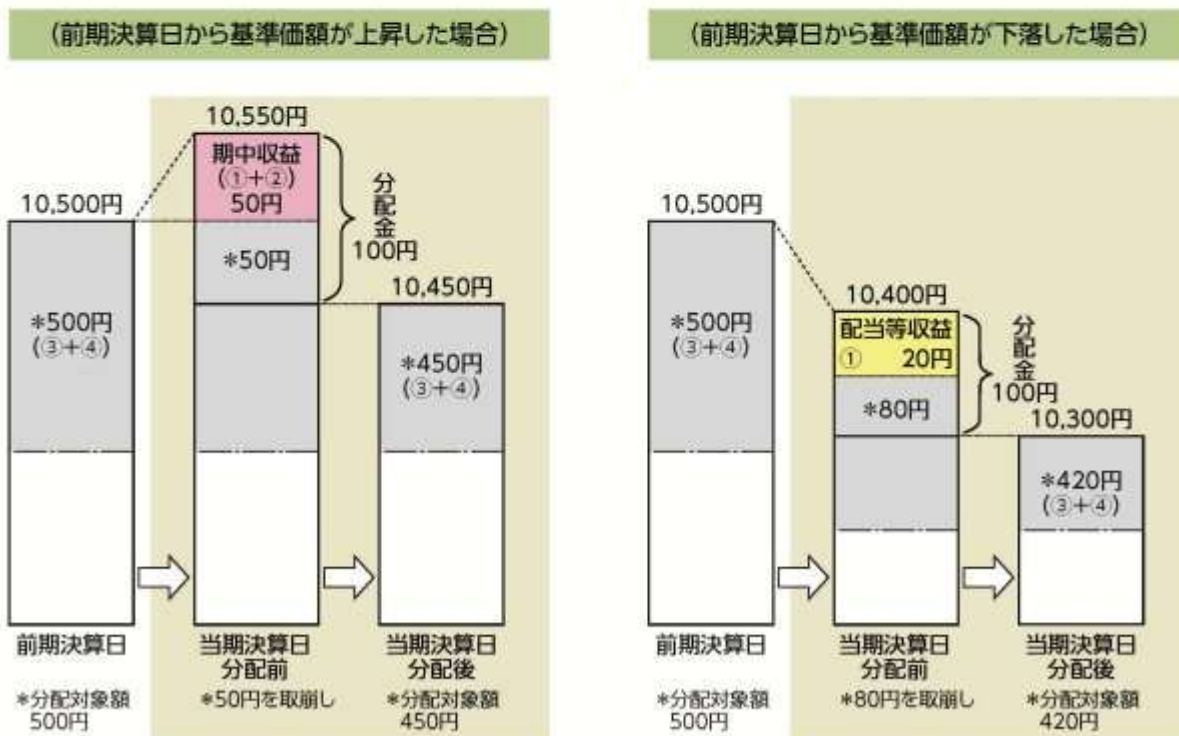 (前期決算日から基準価額が上昇した場合)
10,550円
期中収益
(①+②)
50円
*50円
分配金
100円
10,500円
*500円
(③+④)
10,450円
*450円
(③+④)
前期決算日
当期決算日
分配前
当期決算日
分配後
*分配対象額
500円
*50円を取崩し
*分配対象額
450円
(前期決算日から基準価額が下落した場合)
10,500円
*500円
(③+④)
10,400円
配当等収益
① 20円
*80円
分配金
100円
10,300円
*420円
(③+④)
前期決算日
当期決算日
分配前
当期決算日
分配後
*分配対象額
500円
*80円を取崩し
*分配対象額
420円